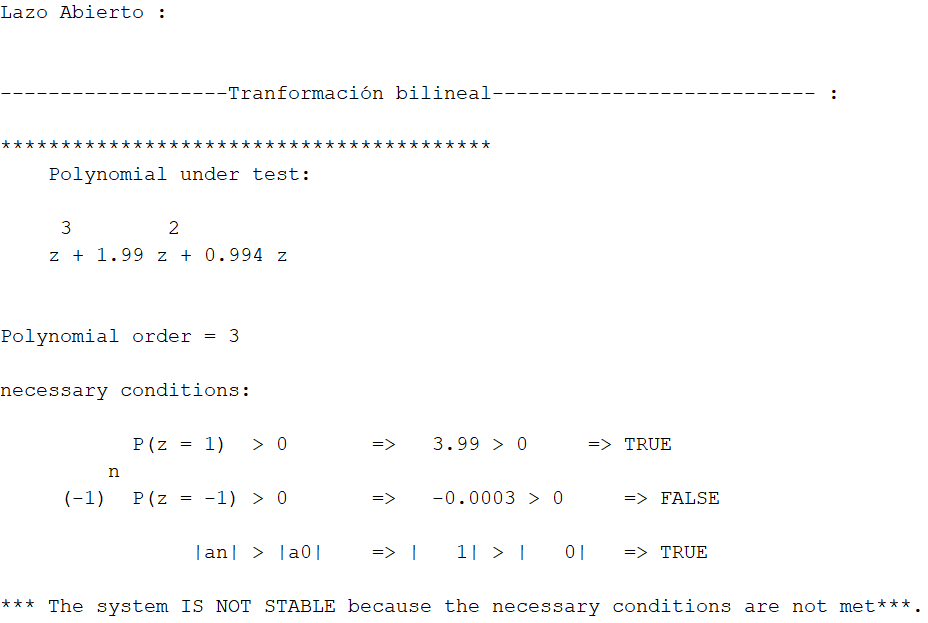 Lazo Abierto :
-------------------Tranformación bilineal--------------------------- :
*****************************************
Polynomial under test:
3 2
z + 1.99 z + 0.994 z
Polynomial order = 3
necessary conditions:
P(z = 1) > 0 => 3.99 > 0 => TRUE
n
(-1) P(z = -1) > 0 => -0.0003 > 0 => FALSE
|an| > |a0| => | 1| > | 0| => TRUE
*** The system IS NOT STABLE because the necessary conditions are not met***.